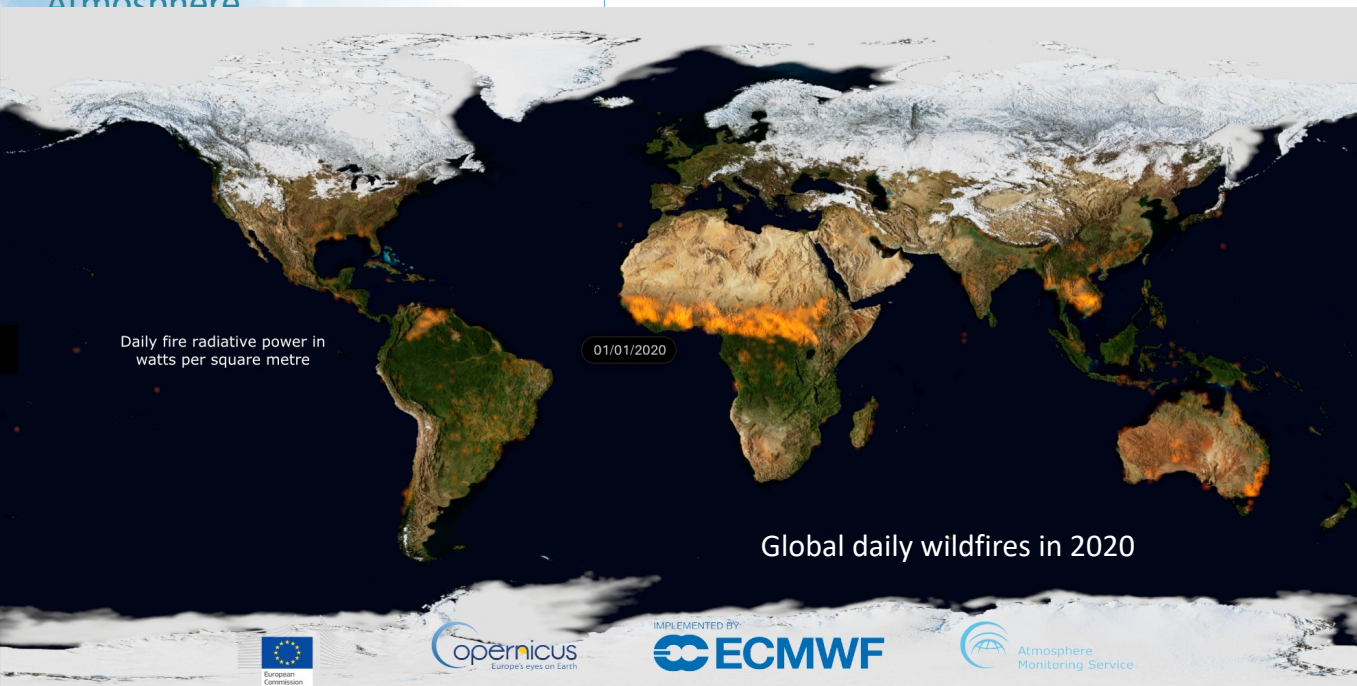 Atmosphere
Daily fire radiative power in
watts per square metre
01/01/2020
Global daily wildfires in 2020
European
Commission
opernicus
Europe's eyes on Earth
IMPLEMENTED BY
ECMWF
Atmosphere
Monitoring Service